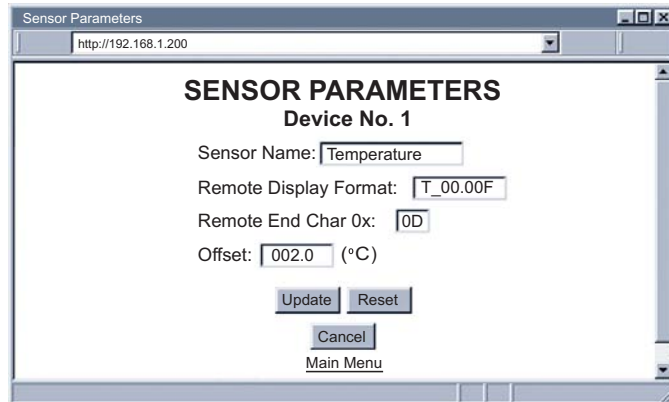 Sensor Parameters
http://192.168.1.200
SENSOR PARAMETERS
Device No. 1
Sensor Name: Temperature
Remote Display Format: T_00.00F
Remote End Char 0x: 0D
Offset: 002.0 (°C)
Update Reset
Cancel
Main Menu